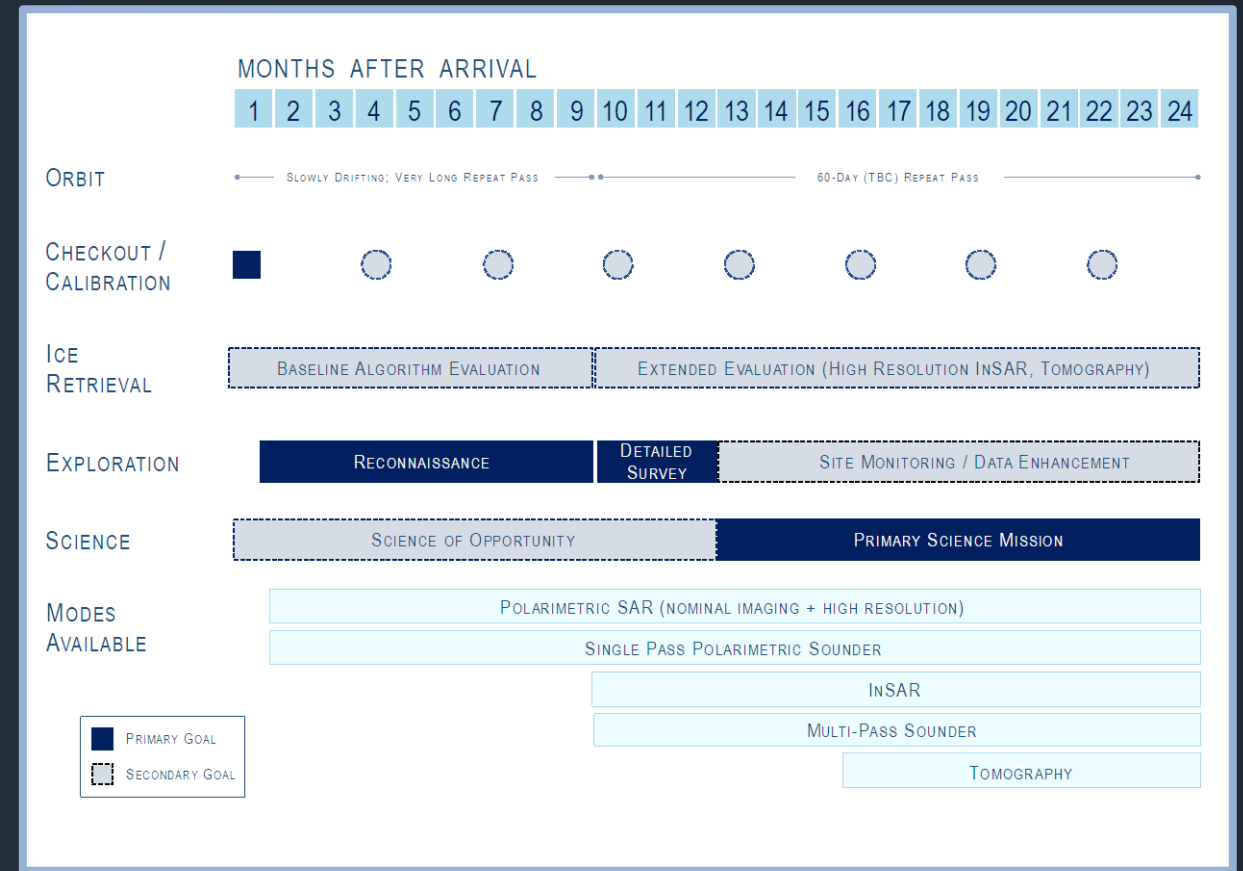 MONTHS AFTER ARRIVAL
1 2 3 4 5 6 7 8 9 10 11 12 13 14 15 16 17 18 19 20 21 22 23 24
ORBIT
SLOWLY DRIFTING; VERY LONG REPEAT PASS
60-DAY (TBC) REPEAT PASS
CHECKOUT /
CALIBRATION
ICE
RETRIEVAL
BASELINE ALGORITHM EVALUATION
EXTENDED EVALUATION (HIGH RESOLUTION INSAR, TOMOGRAPHY)
EXPLORATION
RECONNAISSANCE
DETAILED
SURVEY
SITE MONITORING / DATA ENHANCEMENT
SCIENCE
SCIENCE OF OPPORTUNITY
PRIMARY SCIENCE MISSION
MODES
AVAILABLE
POLARIMETRIC SAR (NOMINAL IMAGING + HIGH RESOLUTION)
SINGLE PASS POLARIMETRIC SOUNDER
INSAR
MULTI-PASS SOUNDER
TOMOGRAPHY
PRIMARY GOAL
SECONDARY GOAL